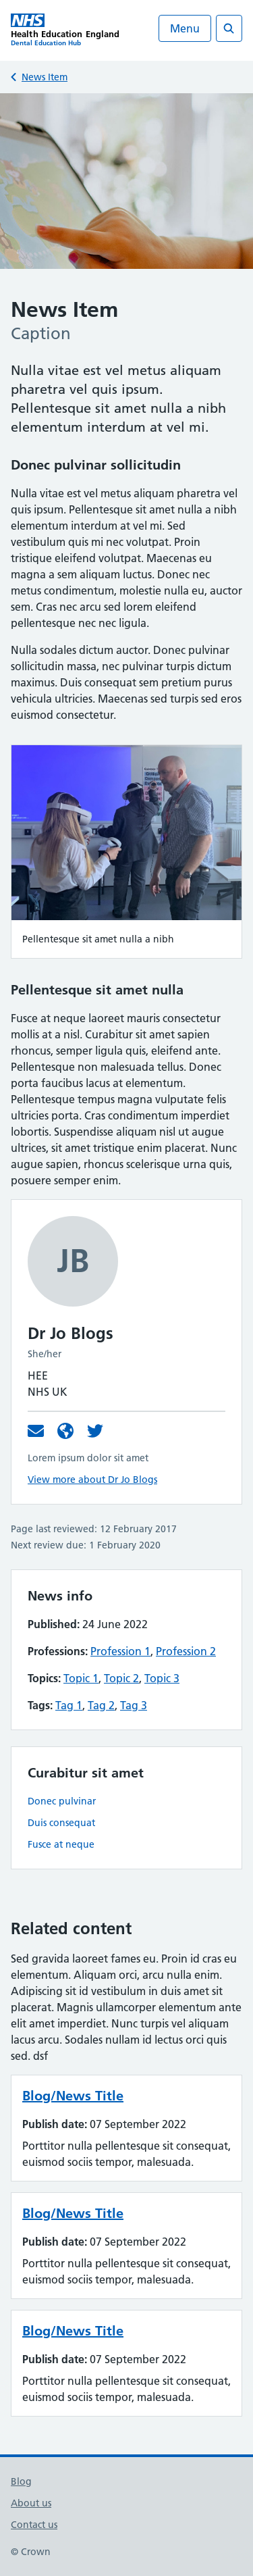 NHS
Health Education England
Dental Education Hub
Menu
News Item
News Item
Caption
Nulla vitae est vel metus aliquam
pharetra vel quis ipsum.
Pellentesque sit amet nulla a nibh
elementum interdum at vel mi.
Donec pulvinar sollicitudin
Nulla vitae est vel metus aliquam pharetra vel
quis ipsum. Pellentesque sit amet nulla a nibh
elementum interdum at vel mi. Sed
vestibulum quis mi nec volutpat. Proin
tristique eleifend volutpat. Maecenas eu
magna a sem aliquam luctus. Donec nec
metus condimentum, molestie nulla eu, auctor
sem. Cras nec arcu sed lorem eleifend
pellentesque nec nec ligula.
Nulla sodales dictum auctor. Donec pulvinar
sollicitudin massa, nec pulvinar turpis dictum
maximus. Duis consequat sem pretium purus
vehicula ultricies. Maecenas sed turpis sed eros
euismod consectetur.
Pellentesque sit amet nulla a nibh
Pellentesque sit amet nulla
Fusce at neque laoreet mauris consectetur
mollis at a nisl. Curabitur sit amet sapien
rhoncus, semper ligula quis, eleifend ante.
Pellentesque non malesuada tellus. Donec
porta faucibus lacus at elementum.
Pellentesque tempus magna vulputate felis
ultricies porta. Cras condimentum imperdiet
lobortis. Suspendisse aliquam nisl ut augue
ultrices, sit amet tristique enim placerat. Nunc
augue sapien, rhoncus scelerisque urna quis,
posuere semper enim.
JB
Dr Jo Blogs
She/her
HEE
NHS UK
Lorem ipsum dolor sit amet
View more about Dr Jo Blogs
Page last reviewed: 12 February 2017
Next review due: 1 February 2020
News info
Published: 24 June 2022
Professions: Profession 1, Profession 2
Topics: Topic 1, Topic 2, Topic 3
Tags: Tag 1, Tag 2, Tag 3
Curabitur sit amet
Donec pulvinar
Duis consequat
Fusce at neque
Related content
Sed gravida laoreet fames eu. Proin id cras eu
elementum. Aliquam orci, arcu nulla enim.
Adipiscing sit id vestibulum in duis amet sit
placerat. Magnis ullamcorper elementum ante
elit amet imperdiet. Nunc turpis vel aliquam
lacus arcu. Sodales nullam id lectus orci quis
sed. dsf
Blog/News Title
Publish date: 07 September 2022
Porttitor nulla pellentesque sit consequat,
euismod sociis tempor, malesuada.
Blog/News Title
Publish date: 07 September 2022
Porttitor nulla pellentesque sit consequat,
euismod sociis tempor, malesuada.
Blog/News Title
Publish date: 07 September 2022
Porttitor nulla pellentesque sit consequat,
euismod sociis tempor, malesuada.
Blog
About us
Contact us
© Crown